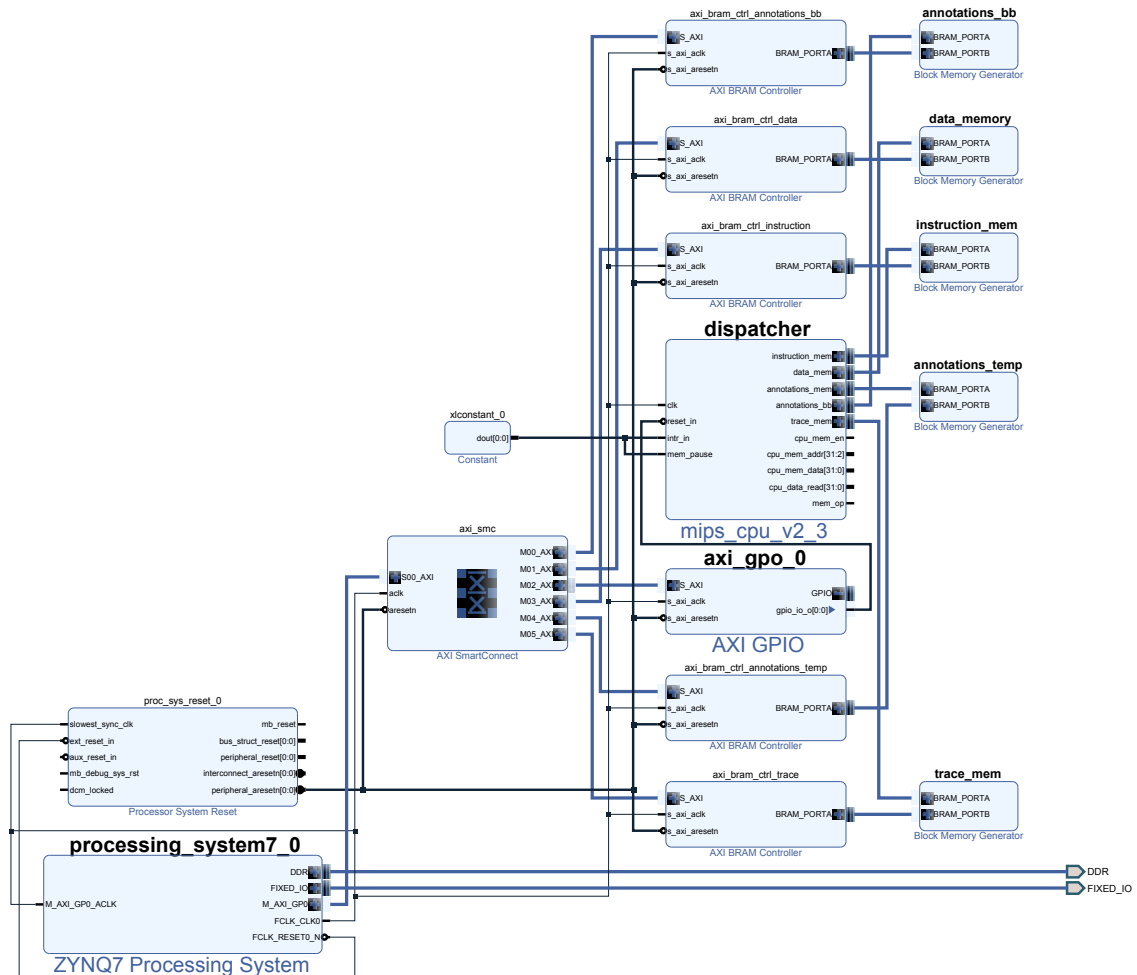 axi_bram_ctrl_annotations_bb
S_AXI
s_axi_aclk
s_axi_aresetn
BRAM_PORTA
AXI BRAM Controller
annotations_bb
BRAM_PORTA
BRAM_PORTB
Block Memory Generator
axi_bram_ctrl_data
S_AXI
s_axi_aclk
s_axi_aresetn
BRAM_PORTA
AXI BRAM Controller
data_memory
BRAM_PORTA
BRAM_PORTB
Block Memory Generator
axi_bram_ctrl_instruction
S_AXI
s_axi_aclk
s_axi_aresetn
BRAM_PORTA
AXI BRAM Controller
instruction_mem
BRAM_PORTA
BRAM_PORTB
Block Memory Generator
dispatcher
clk
reset_in
intr_in
mem_pause
instruction_mem
data_mem
annotations_mem
annotations_bb
trace_mem
cpu_mem_en
cpu_mem_addr[31:2]
cpu_mem_data[31:0]
cpu_data_read[31:0]
mem_op
mips_cpu_v2_3
annotations_temp
BRAM_PORTA
BRAM_PORTB
Block Memory Generator
xlconstant_0
dout[0:0]
Constant
axi_smc
S00_AXI
aclk
aresetn
M00_AXI
M01_AXI
M02_AXI
M03_AXI
M04_AXI
M05_AXI
AXI SmartConnect
axi_gpo_0
S_AXI
s_axi_aclk
s_axi_aresetn
GPIO
gpio_io_o[0:0]
AXI GPIO
axi_bram_ctrl_annotations_temp
S_AXI
s_axi_aclk
s_axi_aresetn
BRAM_PORTA
AXI BRAM Controller
proc_sys_reset_0
slowest_sync_clk
ext_reset_in
aux_reset_in
mb_debug_sys_rst
dcm_locked
mb_reset
bus_struct_reset[0:0]
peripheral_reset[0:0]
interconnect_aresetn[0:0]
peripheral_aresetn[0:0]
Processor System Reset
axi_bram_ctrl_trace
S_AXI
s_axi_aclk
s_axi_aresetn
BRAM_PORTA
AXI BRAM Controller
trace_mem
BRAM_PORTA
BRAM_PORTB
Block Memory Generator
processing_system7_0
M_AXI_GP0_ACLK
DDR
FIXED_IO
M_AXI_GP0
FCLK_CLK0
FCLK_RESET0_N
ZYNQ7 Processing System
DDR
FIXED_IO